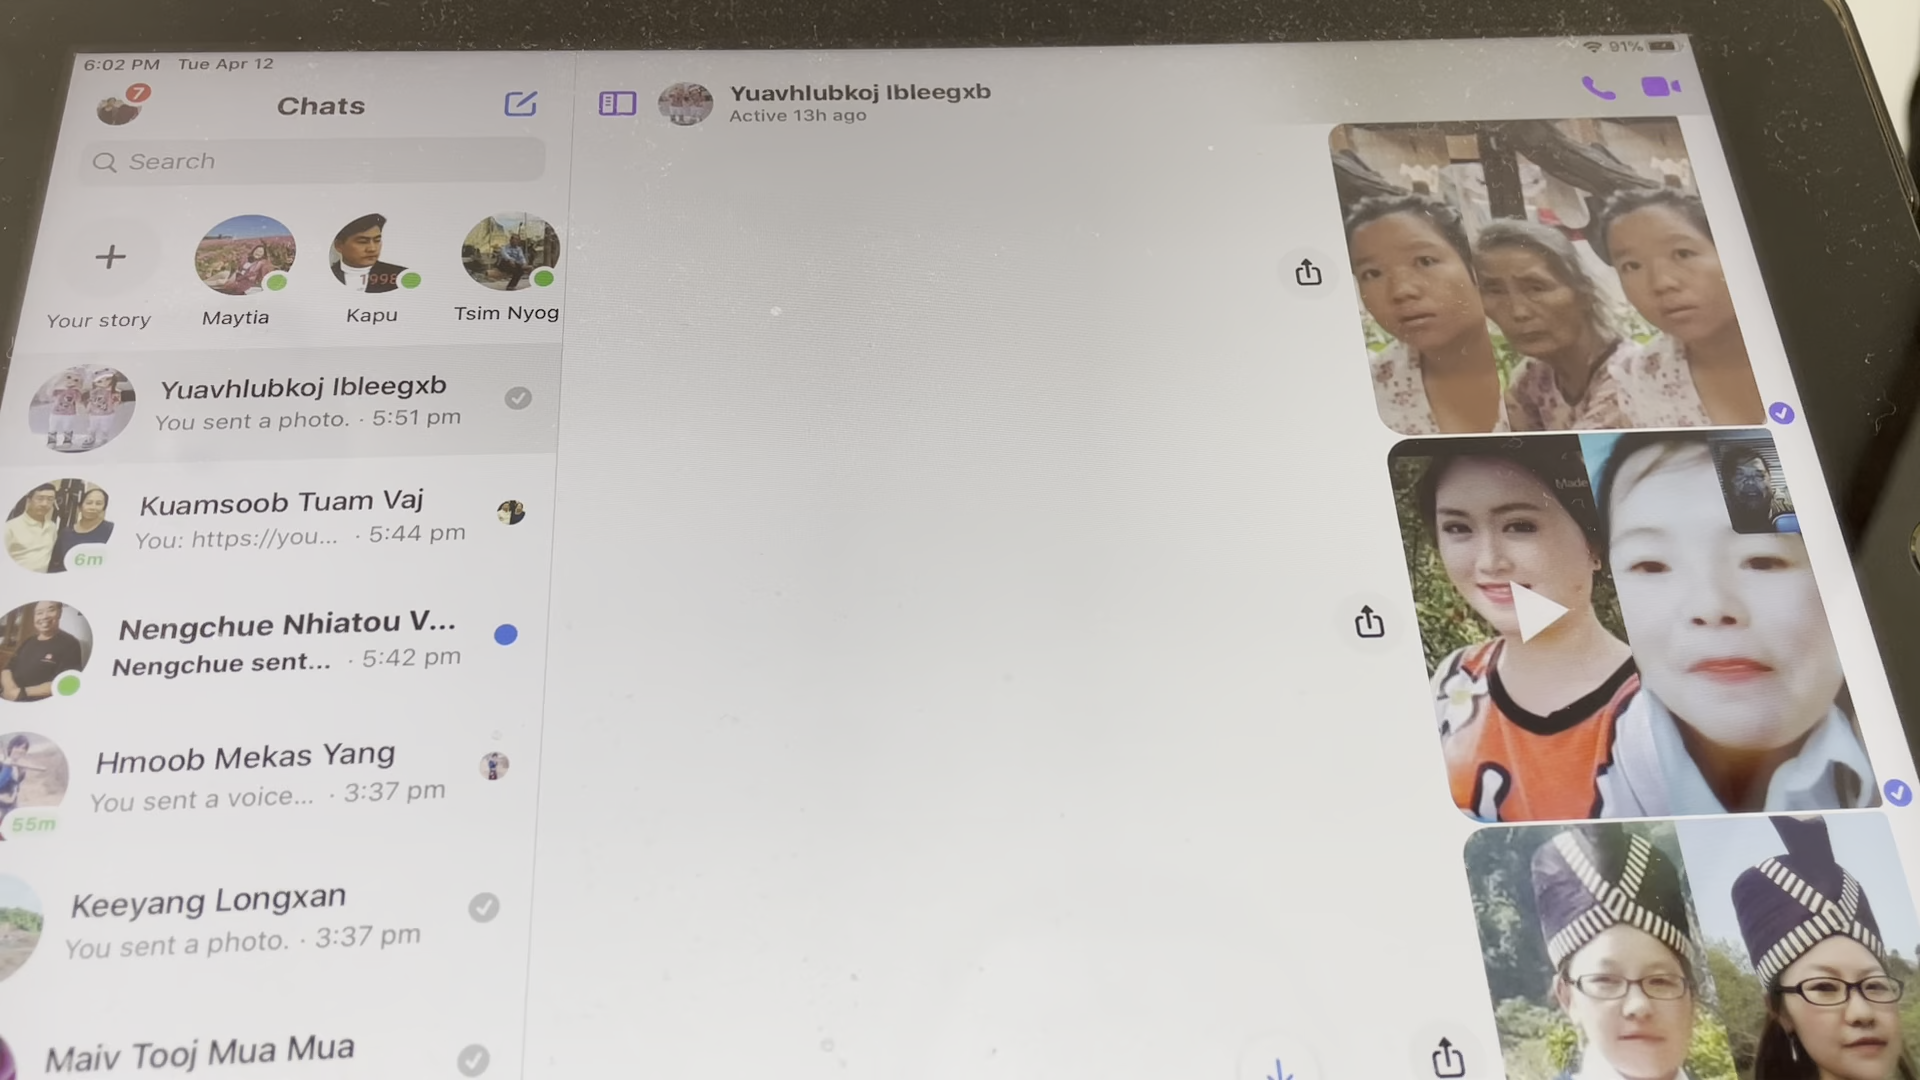 6:02 PM Tue Apr 12
91%
7
Chats
Search
Your story
Maytia
1998
Kapu
Tsim Nyog
Yuavhlubkoj Ibleegxb
You sent a photo. · 5:51 pm
Kuamsoob Tuam Vaj
You: https://you... · 5:44 pm
6m
Nengchue Nhiatou V...
Nengchue sent... · 5:42 pm
Hmoob Mekas Yang
You sent a voice... · 3:37 pm
55m
Keeyang Longxan
You sent a photo. · 3:37 pm
Maiv Tooj Mua Mua
Yuavhlubkoj Ibleegxb
Active 13h ago
Made